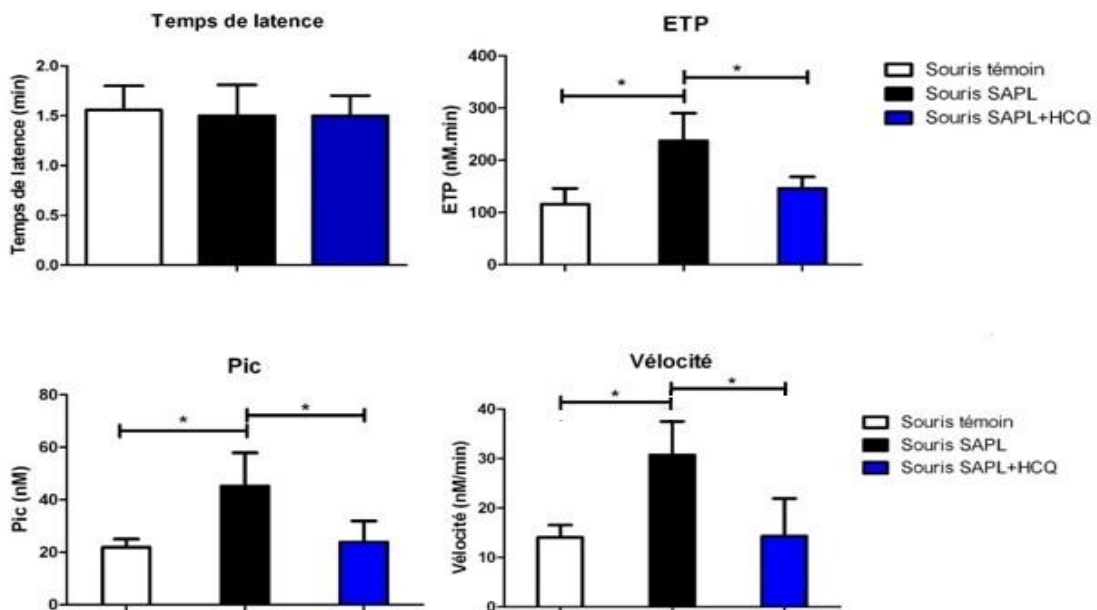 Temps de latence
Temps de latence (min)
2.0
1.5
1.0
0.5
0.0
ETP
ETP (nM.min)
400
300
200
100
0
*
*
Souris témoin
Souris SAPL
Souris SAPL+HCQ
Pic
Pic (nM)
80
60
40
20
0
*
*
Vélocité
Vélocité (nM/min)
40
30
20
10
0
*
*
Souris témoin
Souris SAPL
Souris SAPL+HCQ